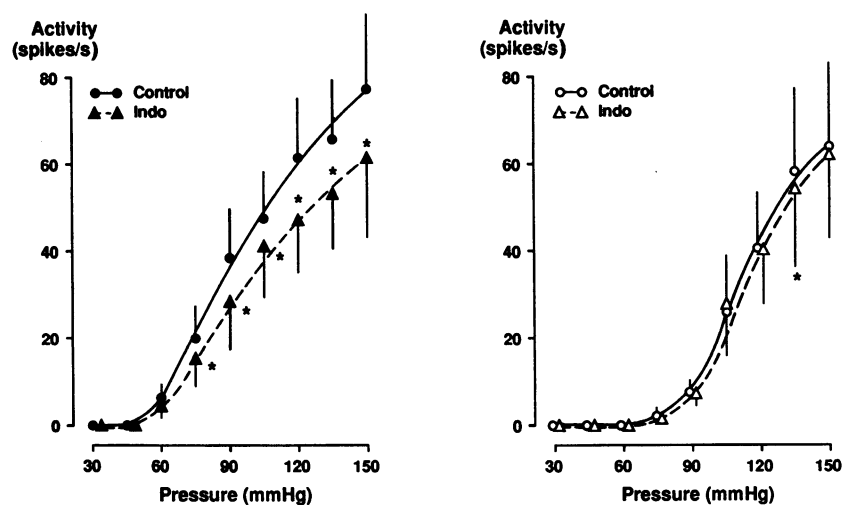 Activity
(spikes/s)
80
60
40
20
0
Control
Indo
*
*
*
*
*
*
30 60 90 120 150
Pressure (mmHg)
Activity
(spikes/s)
80
60
40
20
0
Control
Indo
*
30 60 90 120 150
Pressure (mmHg)